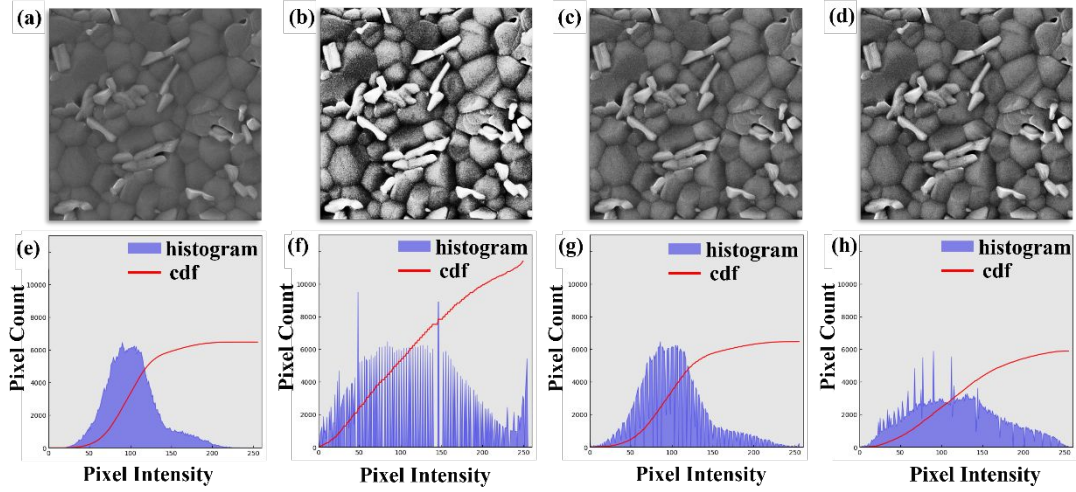 (a)
(b)
(c)
(d)
(e) histogram
cdf
Pixel Count
10000
8000
6000
4000
2000
0
0 50 100 150 200 250
Pixel Intensity
(f) histogram
cdf
Pixel Count
10000
8000
6000
4000
2000
0
0 50 100 150 200 250
Pixel Intensity
(g) histogram
cdf
Pixel Count
10000
8000
6000
4000
2000
0
0 50 100 150 200 250
Pixel Intensity
(h) histogram
cdf
Pixel Count
10000
8000
6000
4000
2000
0
0 50 100 150 200 250
Pixel Intensity